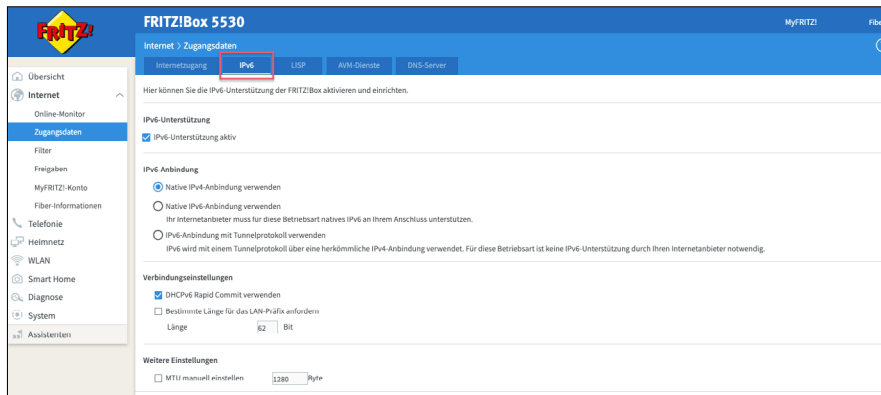 FRITZ!
FRITZ!Box 5530
MyFRITZ!
Fibe
Internet > Zugangsdaten
Internetzugang
IPv6
LISP
AVM-Dienste
DNS-Server
Übersicht
Internet
Online-Monitor
Zugangsdaten
Filter
Freigaben
MyFRITZ!-Konto
Fiber-Informationen
Telefonie
Heimnetz
WLAN
Smart Home
Diagnose
System
Assistenten
Hier können Sie die IPv6-Unterstützung der FRITZ!Box aktivieren und einrichten.
IPv6-Unterstützung
IPv6-Unterstützung aktiv
IPv6 Anbindung
Native IPv4-Anbindung verwenden
Native IPv6-Anbindung verwenden
Ihr Internetanbieter muss für diese Betriebsart natives IPv6 an Ihrem Anschluss unterstutzen.
IPv6-Anbindung mit Tunnelprotokoll verwenden
IPv6 wird mit einem Tunnelprotokoll über eine herkömmliche IPv4-Anbindung verwendet. Für diese Betriebsart ist keine IPv6-Unterstützung durch Ihren Internetanbieter notwendig.
Verbindungseinstellungen
DHCPv6 Rapid Commit verwenden
Bestimmte Länge für das LAN-Präfix anfordern
Länge 62 Bit
Weitere Einstellungen
MTU manuell einstellen 1280 Byte